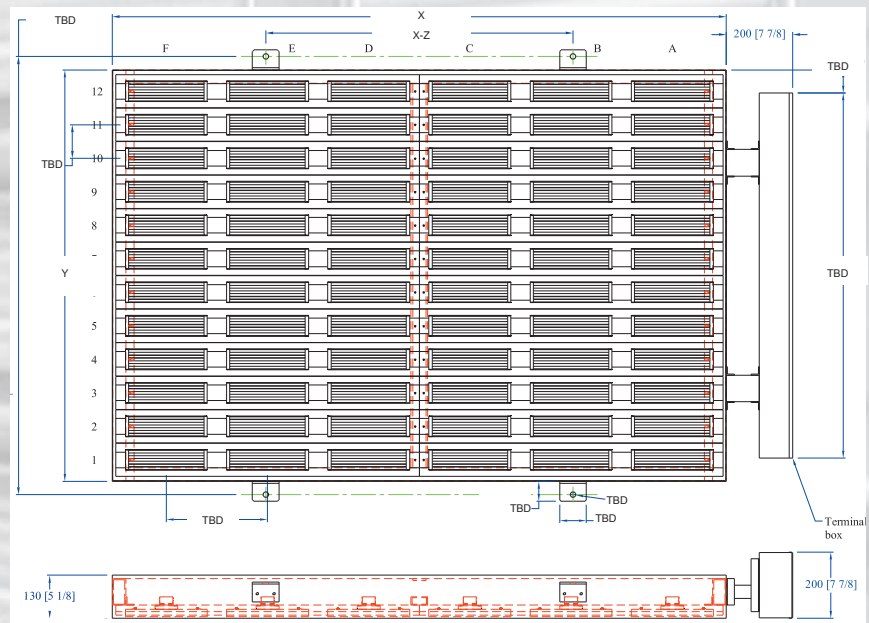 TBD
X
X-Z
200 [7 7/8]
F E D C B A
TBD
12
11
TBD
10
9
8
Y
TBD
5
4
3
2
1
TBD
TBD
TBD
TBD
Terminal
box
130 [5 1/8]
200 [7 7/8]